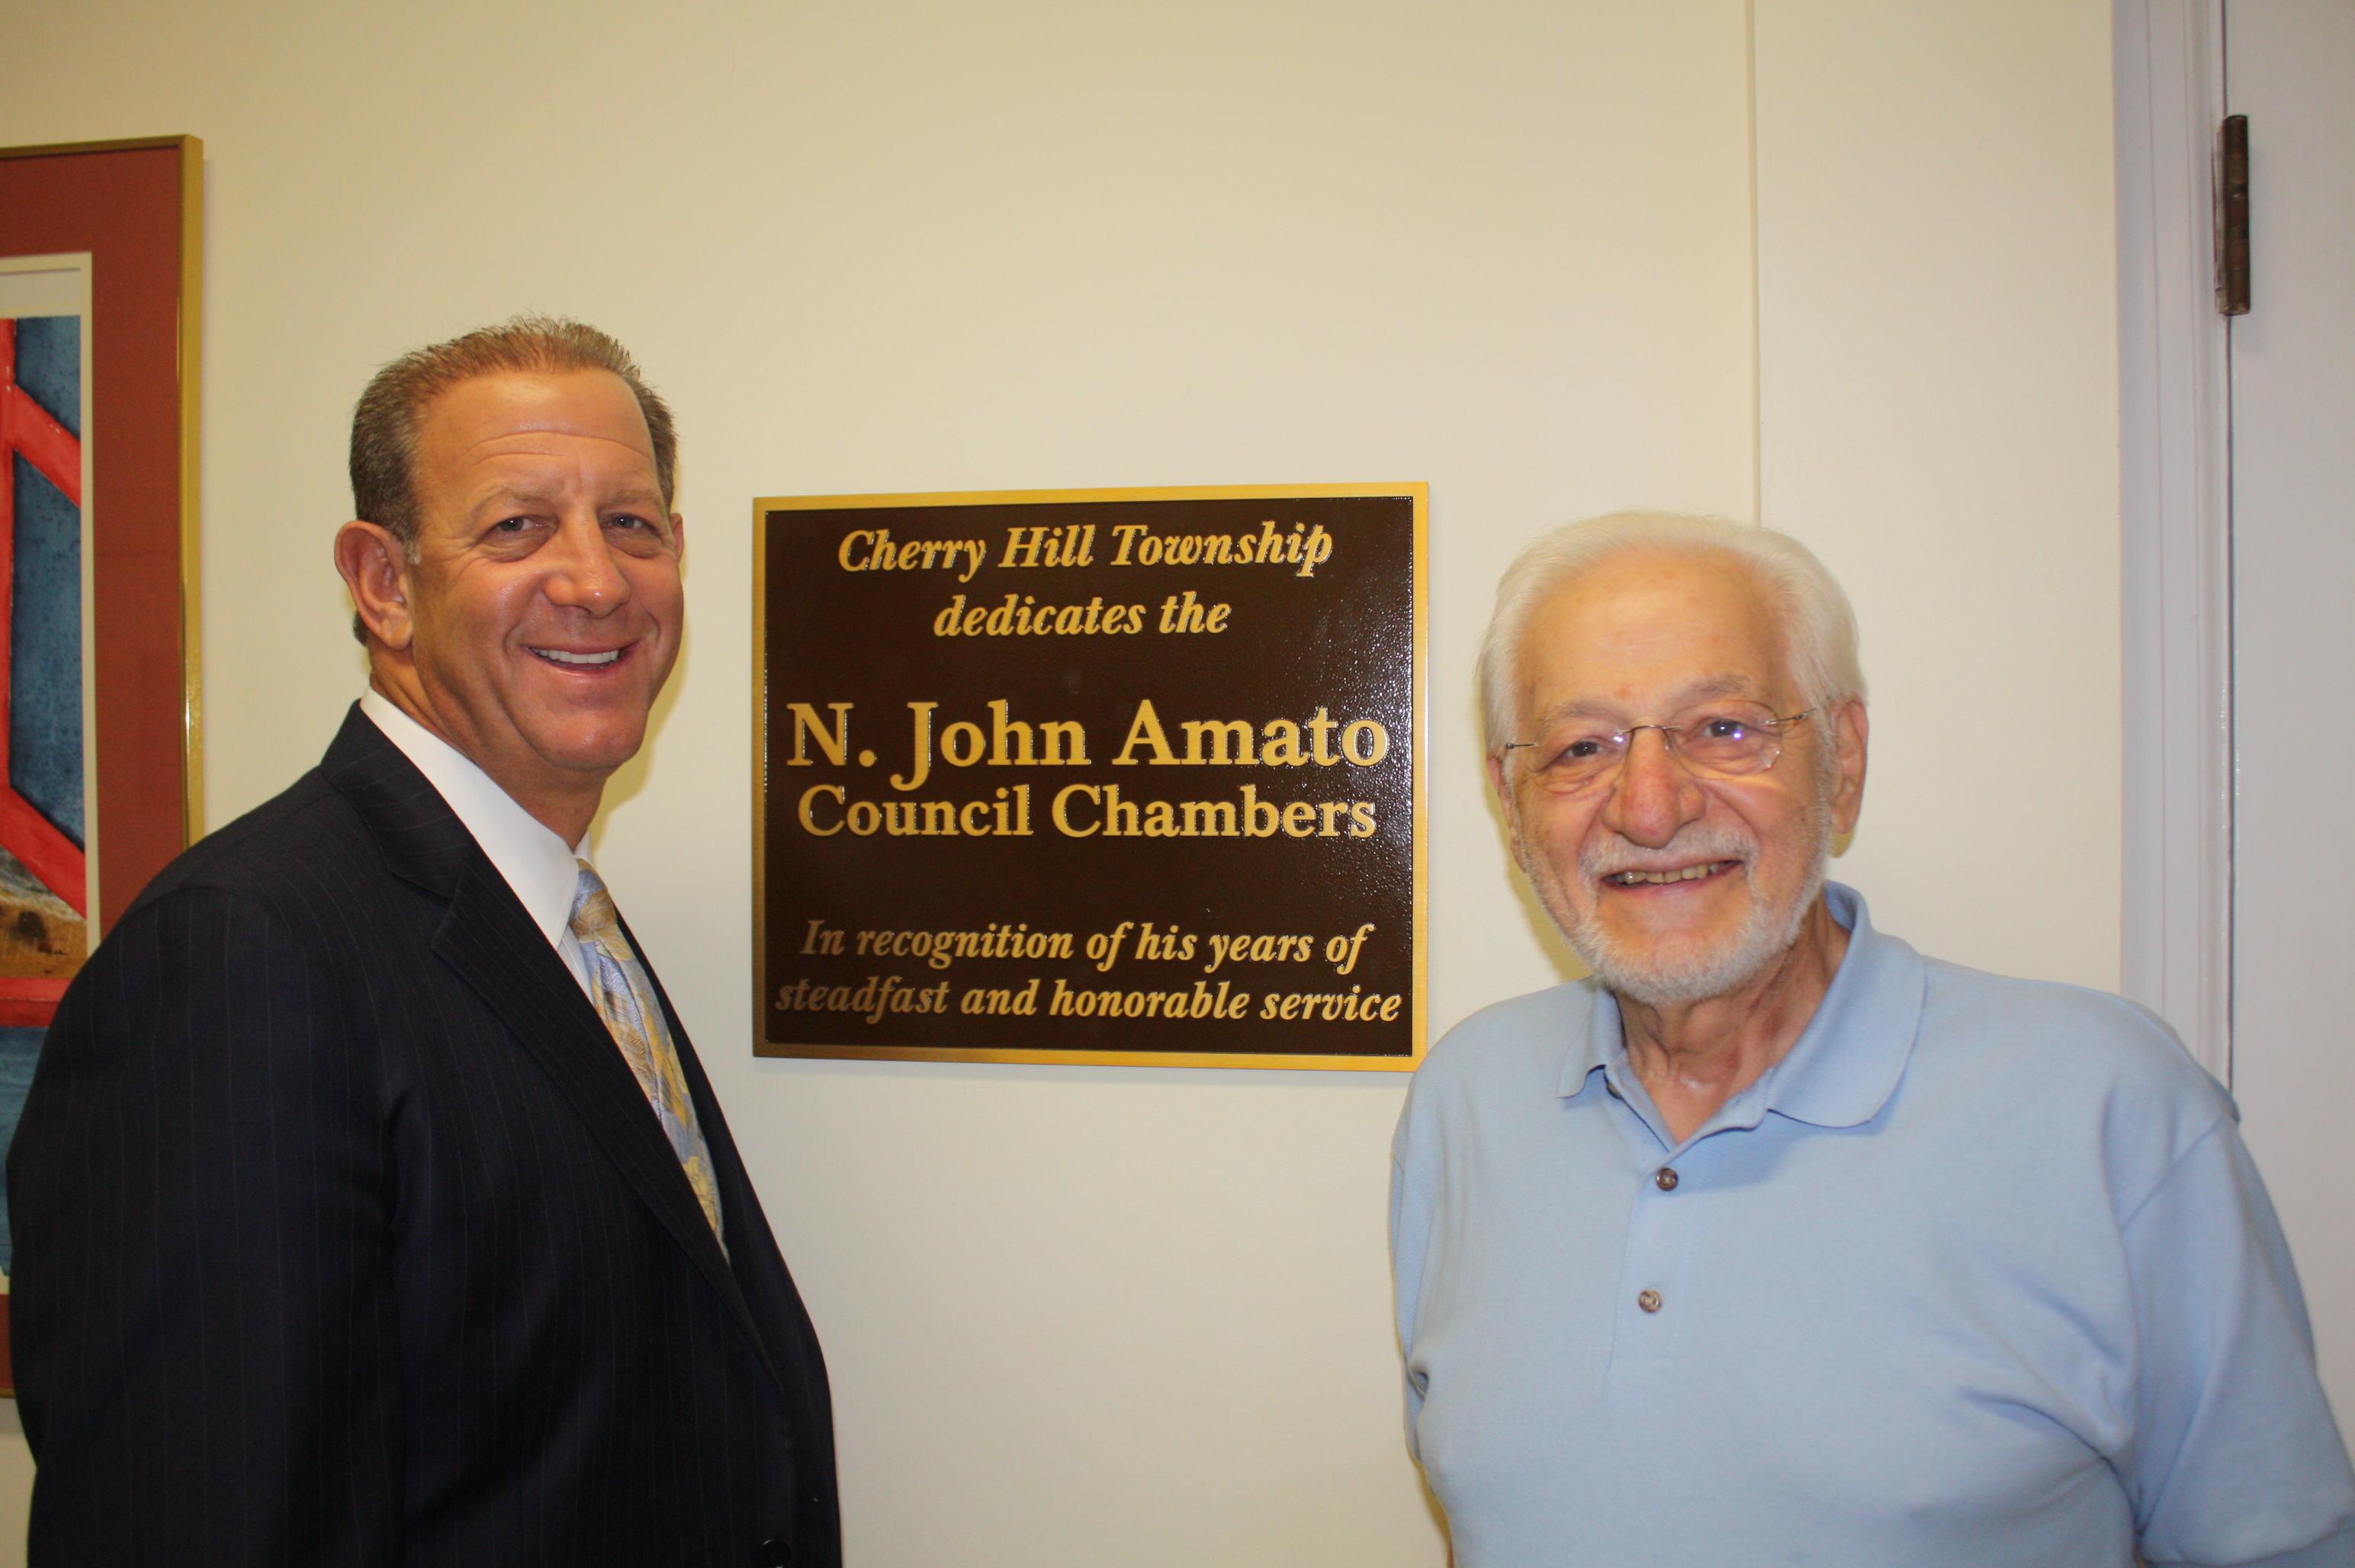 Cherry Hill Township
dedicates the
N. John Amato
Council Chambers
In recognition of his years of
steadfast and honorable service